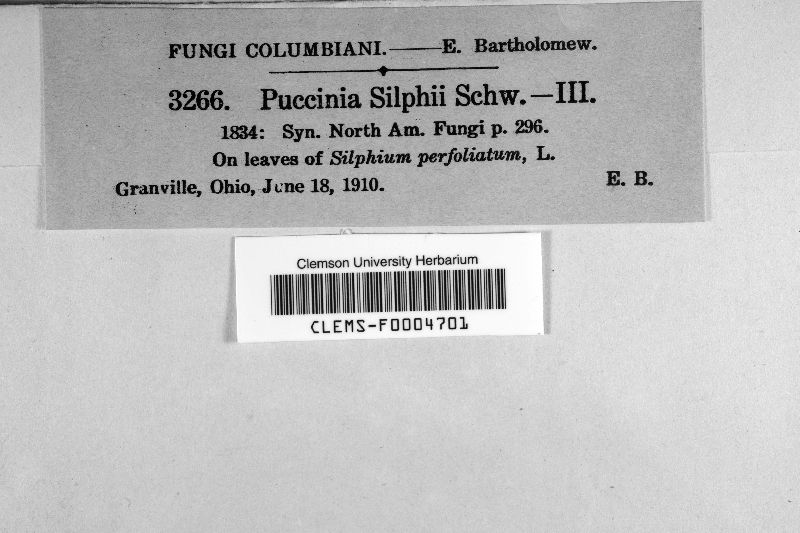 FUNGI COLUMBIANI.——E. Bartholomew.
3266. Puccinia Silphii Schw.—III.
1834: Syn. North Am. Fungi p. 296.
On leaves of Silphium perfoliatum, L.
Granville, Ohio, June 18, 1910. E. B.
Clemson University Herbarium
CLEMS-F0004701